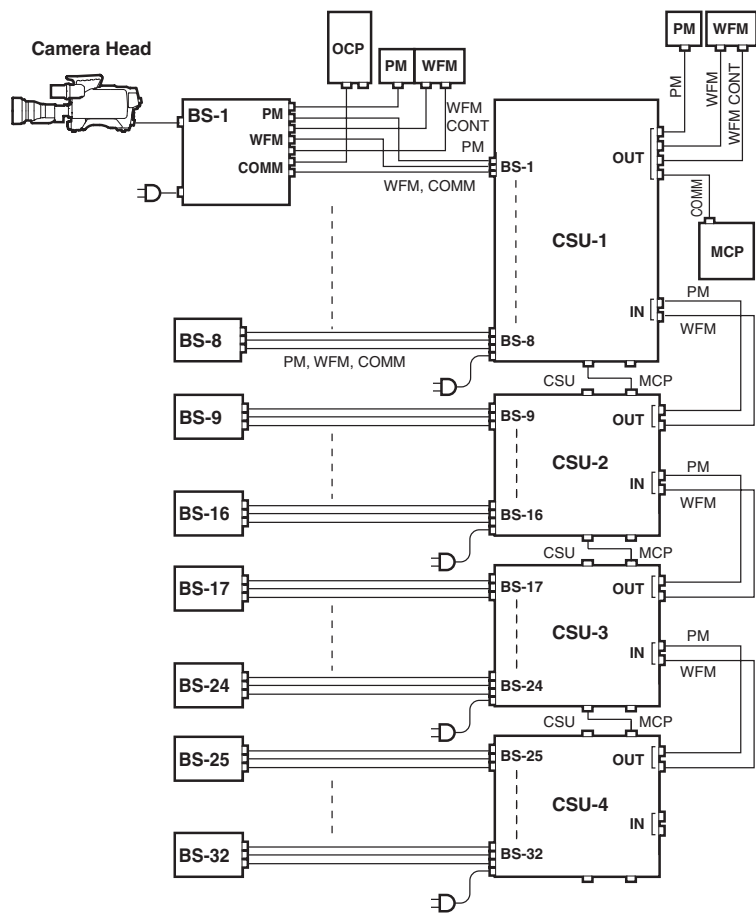 Camera Head
OCP
PM
WFM
PM
WFM
BS-1
PM
WFM
COMM
WFM
CONT
PM
WFM, COMM
PM
WFM
WFM CONT
BS-1
OUT
COMM
CSU-1
MCP
IN
PM
WFM
BS-8
BS-8
PM, WFM, COMM
CSU
MCP
BS-9
BS-9
OUT
CSU-2
PM
IN
WFM
BS-16
BS-16
CSU
MCP
BS-17
BS-17
OUT
CSU-3
PM
IN
WFM
BS-24
BS-24
CSU
MCP
BS-25
BS-25
OUT
CSU-4
IN
BS-32
BS-32